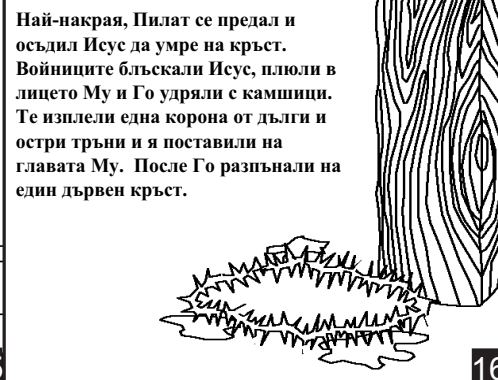 Най-накрая, Пилат се предал и
осъдил Исус да умре на кръст.
Войниците блъскали Исус, плюли в
лицето Му и Го удряли с камшици.
Те изплели една корона от дълги и
остри тръни и я поставили на
главата Му.  После Го разпънали на
един дървен кръст.
16